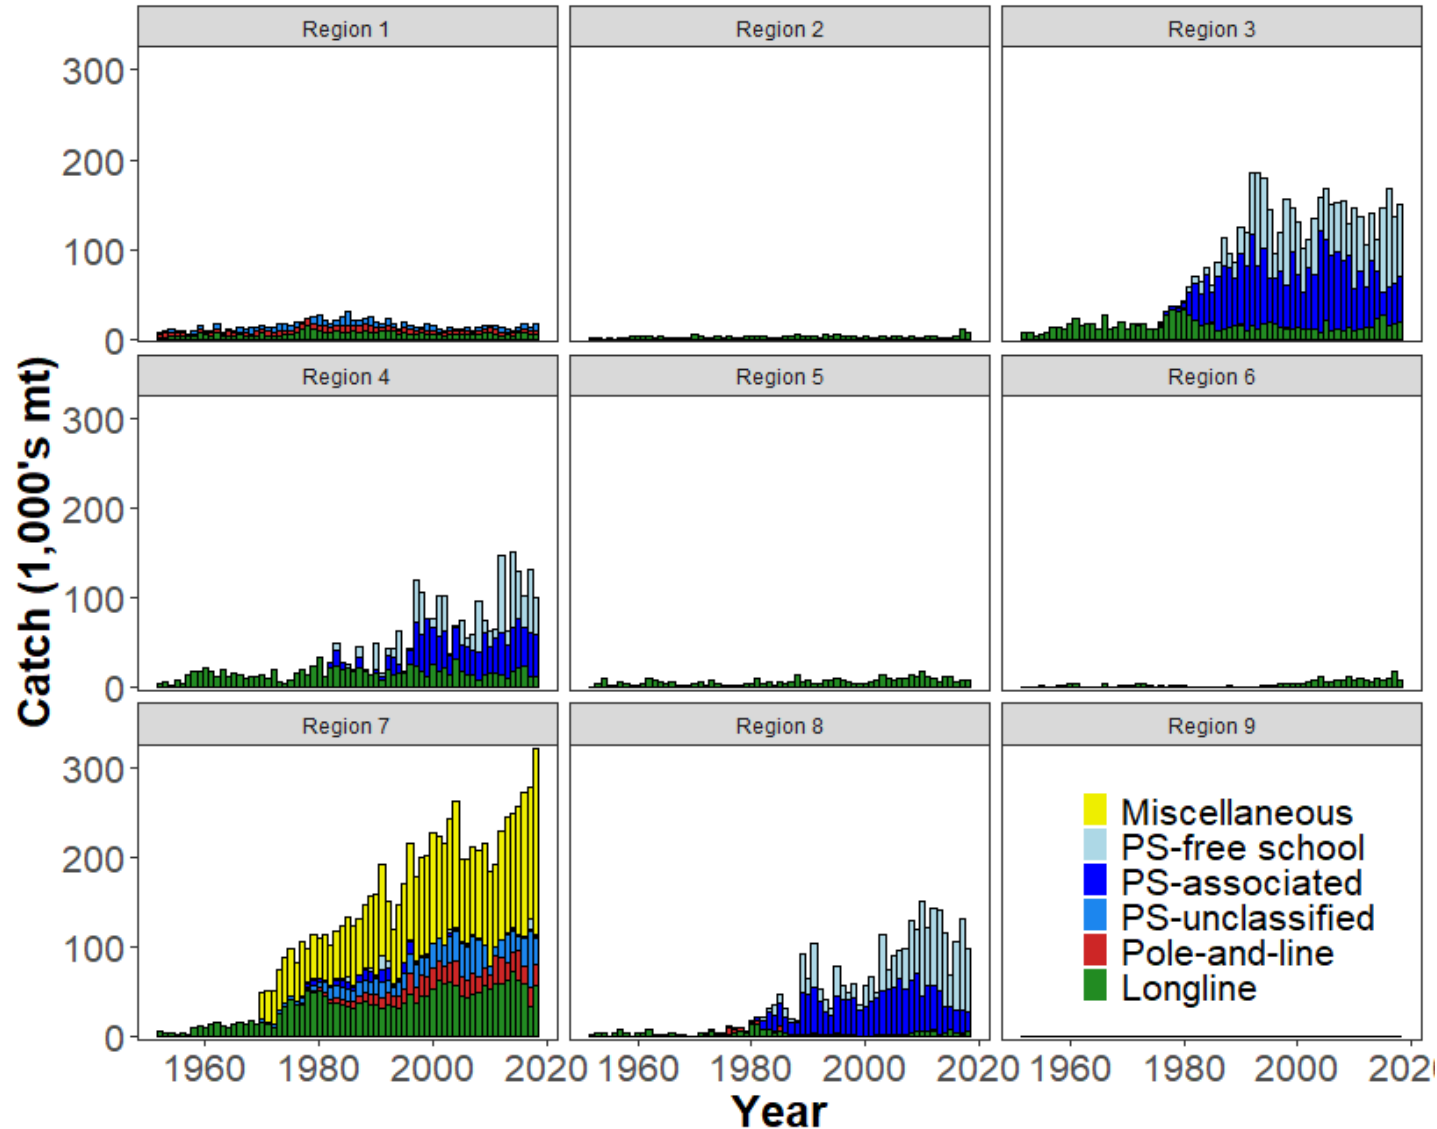 Region 1
Region 2
Region 3
300
200
100
0
Region 4
Region 5
Region 6
300
200
100
0
Catch (1,000's mt)
Region 7
Region 8
Region 9
300
200
100
0
Miscellaneous
PS-free school
PS-associated
PS-unclassified
Pole-and-line
Longline
1960 1980 2000 2020 1960 1980 2000 2020 1960 1980 2000 202
Year